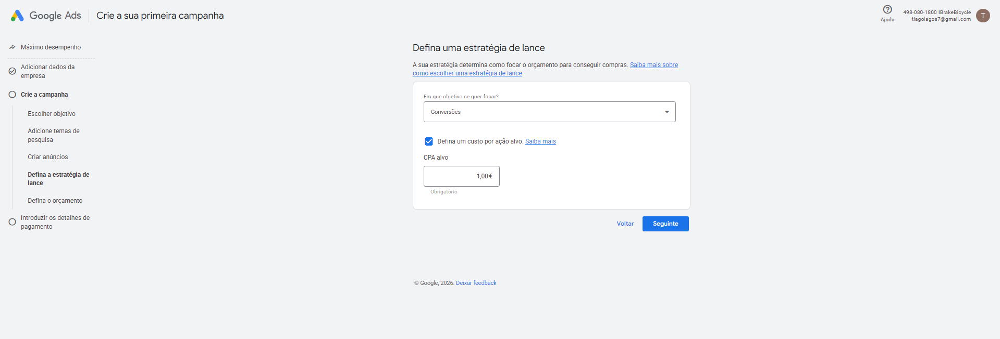 Google Ads
Crie a sua primeira campanha
Ajuda
498-080-1800 IBrakeBicycle
tiagolagos7@gmail.com
T
Máximo desempenho
Adicionar dados da
empresa
Crie a campanha
Escolher objetivo
Adicione temas de
pesquisa
Criar anúncios
Defina a estratégia de
lance
Defina o orçamento
Introduzir os detalhes de
pagamento
Defina uma estratégia de lance
A sua estratégia determina como focar o orçamento para conseguir compras. Saiba mais sobre
como escolher uma estratégia de lance
Em que objetivo se quer focar?
Conversões
Defina um custo por ação alvo. Saiba mais
CPA alvo
1,00 €
Obrigatório
Voltar
Seguinte
© Google, 2026. Deixar feedback